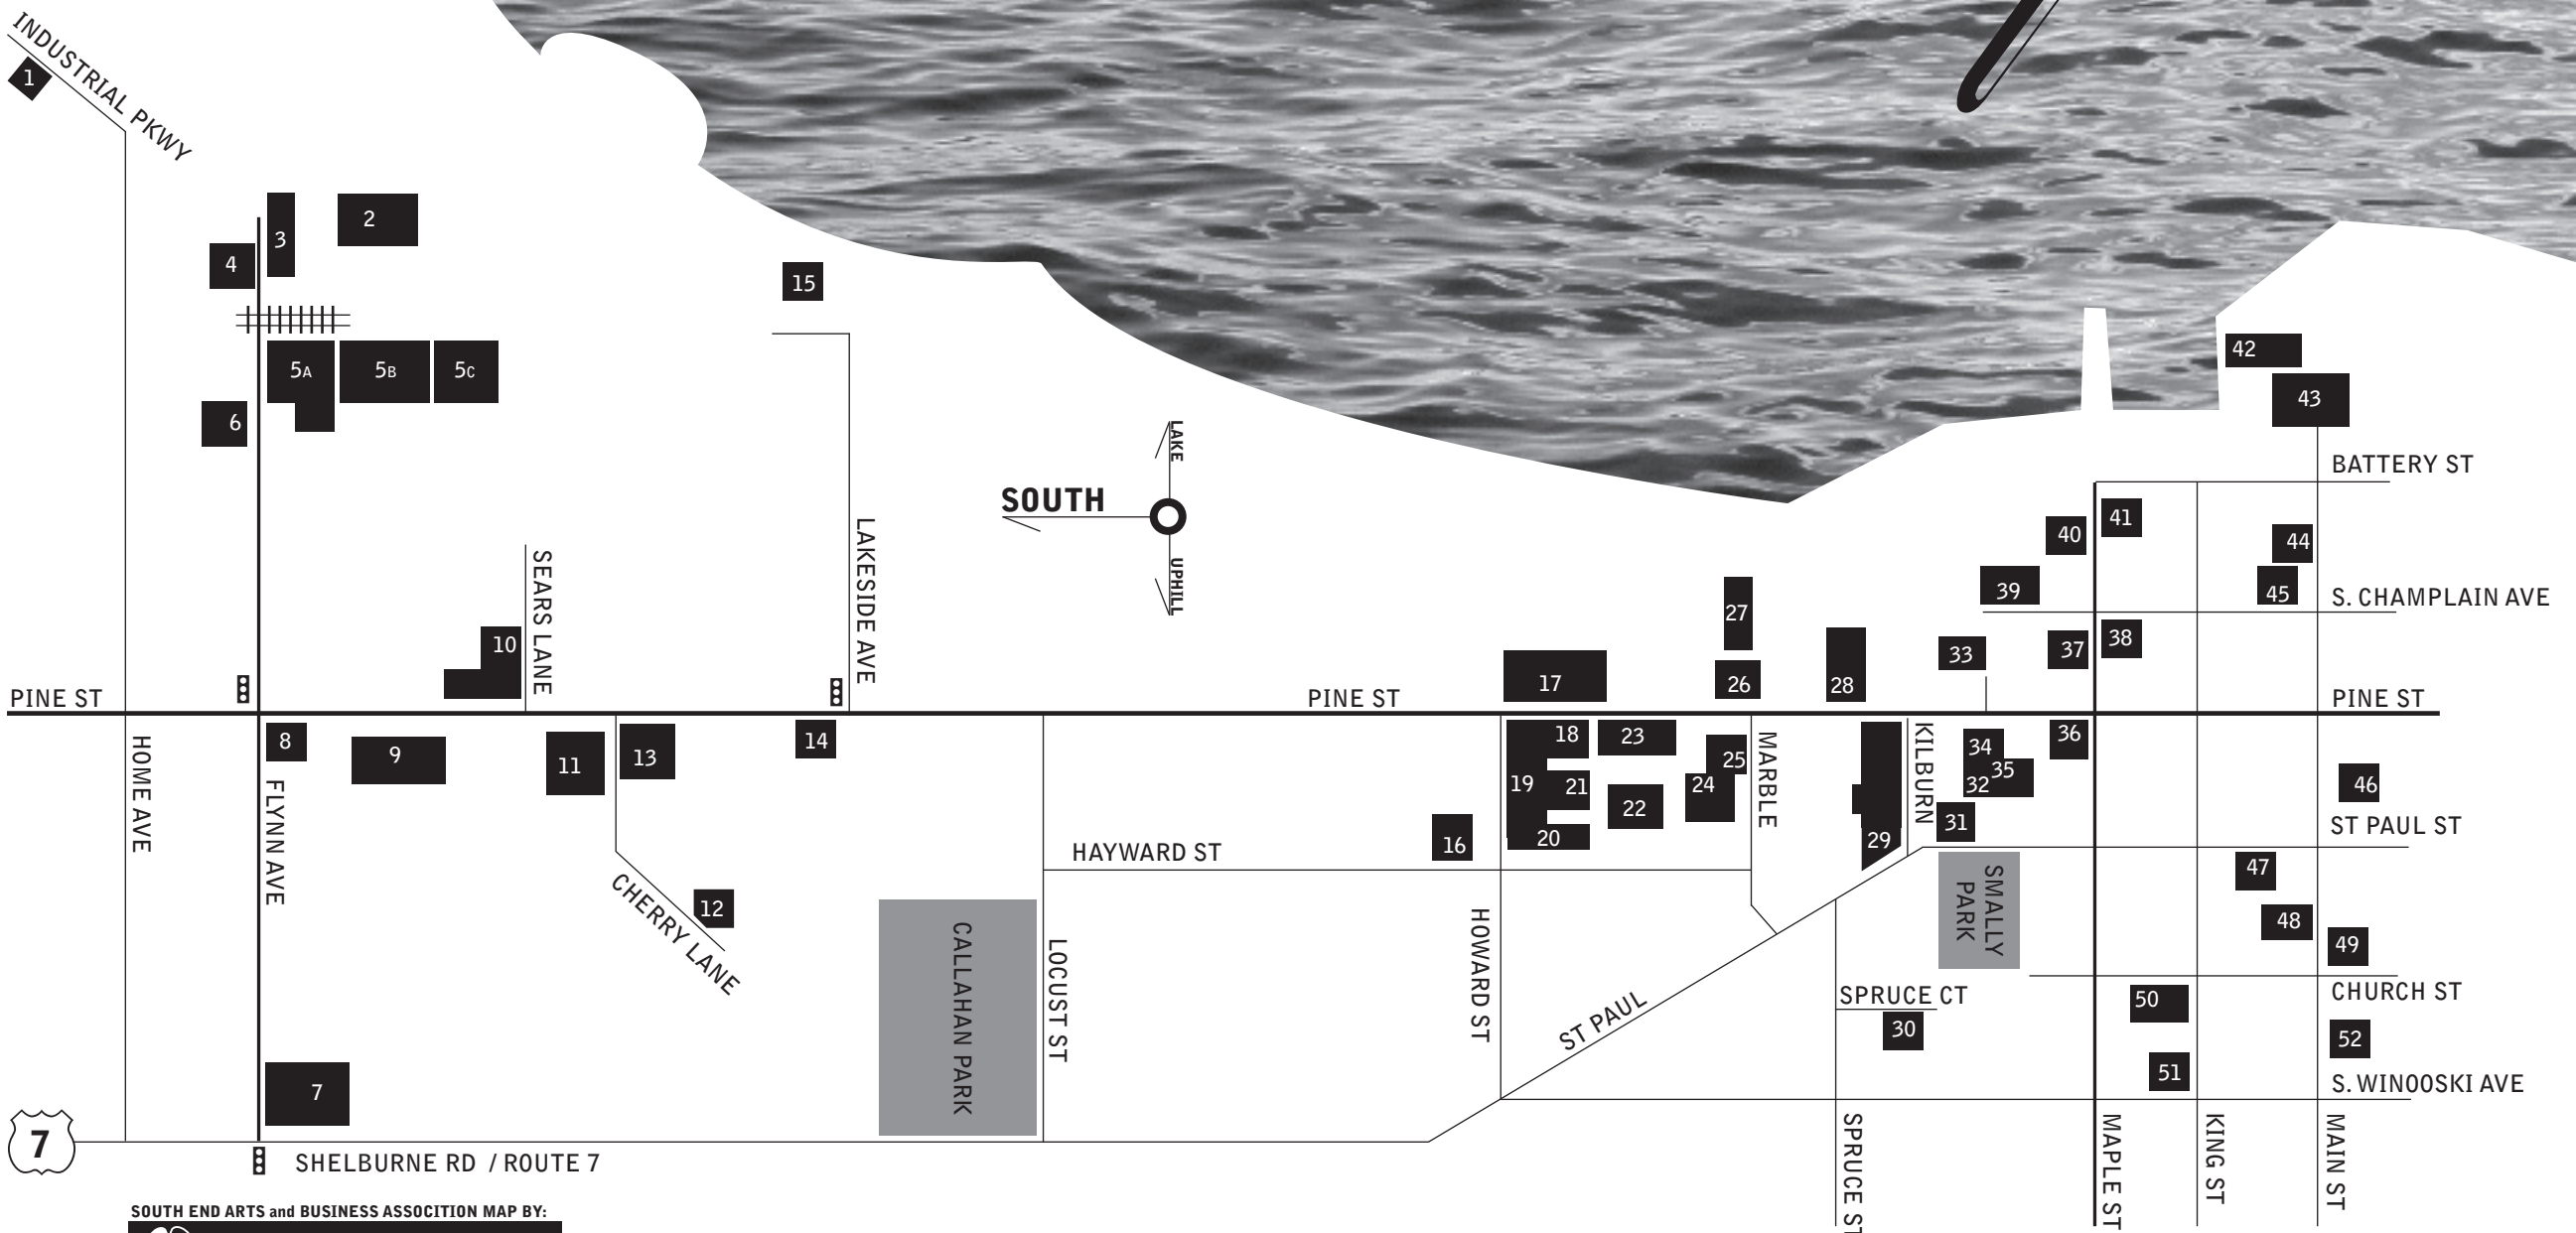 INDUSTRIAL PKWY
1
2
3
4
5A
5B
5C
6
15
42
43
BATTERY ST
LAKE
SOUTH
UPHILL
SEARS LANE
LAKESIDE AVE
41
40
44
39
45
S. CHAMPLAIN AVE
27
10
33
37
38
26
17
28
PINE ST
PINE ST
PINE ST
HOME AVE
8
9
11
13
14
18
23
25
MARBLE
KILBURN
34
36
35
32
19
21
24
22
46
FLYNN AVE
16
20
29
31
ST PAUL ST
HAYWARD ST
CHERRY LANE
12
CALLAHAN PARK
LOCUST ST
HOWARD ST
SMALLY
PARK
47
48
49
SPRUCE CT
CHURCH ST
50
30
ST PAUL
52
51
7
S. WINOOSKI AVE
7
SHELBURNE RD / ROUTE 7
SPRUCE ST
MAPLE ST
KING ST
MAIN ST
SOUTH END ARTS and BUSINESS ASSOCITION MAP BY: